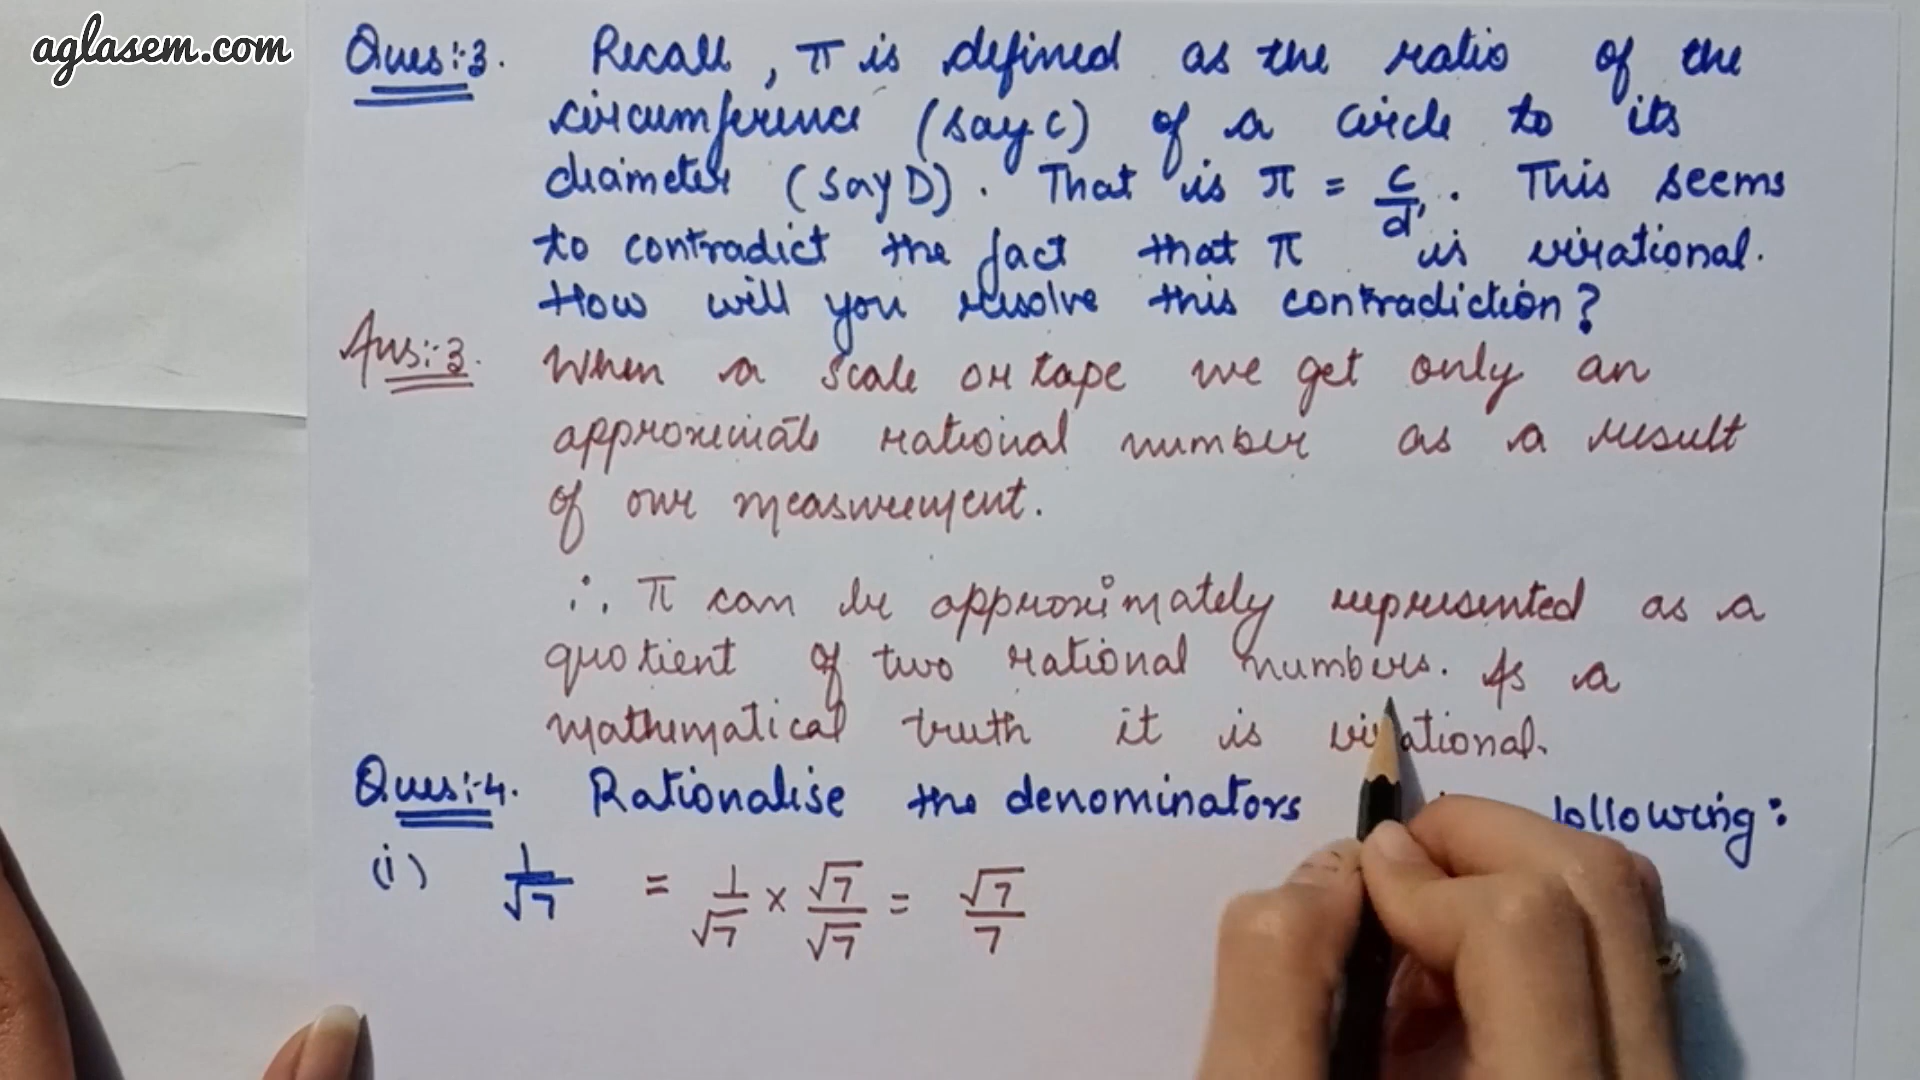 aglasem.com
Ques:-3. Recall, π is defined as the ratio of the
circumference (say C) of a circle to its
diameter (say D). That is π = c/d. This seems
to contradict the fact that π is irrational.
How will you resolve this contradiction?
Ans:-3. When a scale or tape we get only an
approximate rational number as a result
of our measurement.
∴ π can be approximately represented as a
quotient of two rational numbers. As a
mathematical truth it is irrational.
Ques:-4. Rationalise the denominators following:
(i) 1/√7 = 1/√7 × √7/√7 = √7/7